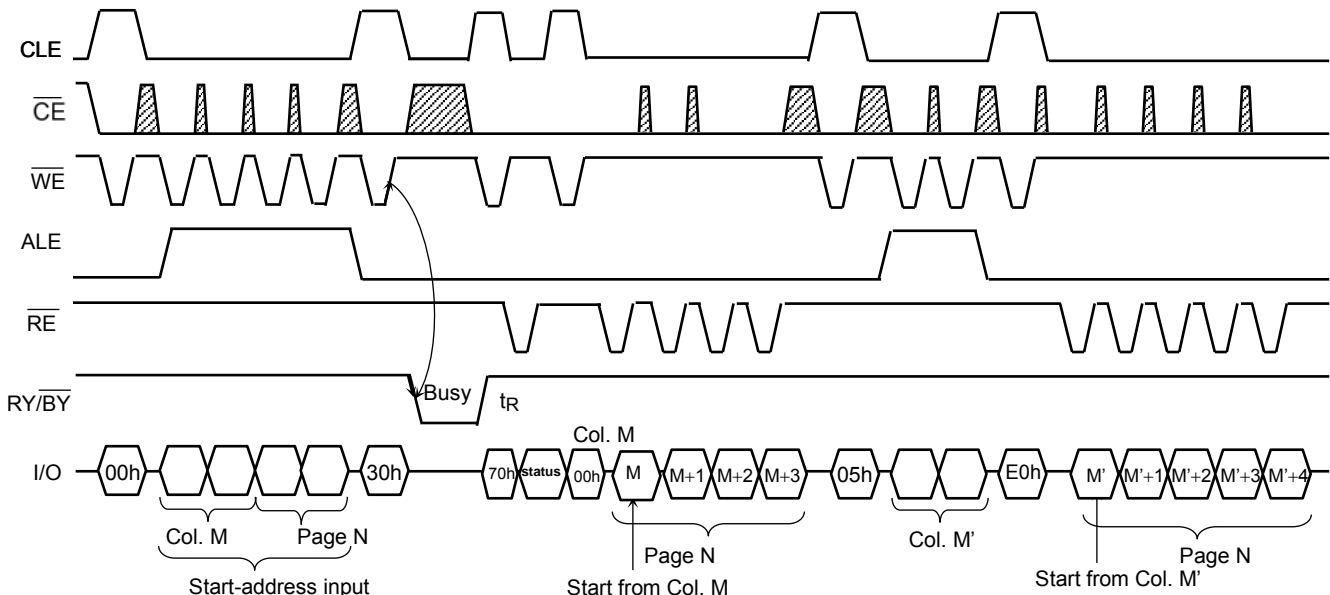 CLE
CE
WE
ALE
RE
RY/BY
Busy
tR
Col. M
I/O
00h
30h
70h
status
00h
M
M+1
M+2
M+3
05h
E0h
M'
M'+1
M'+2
M'+3
M'+4
Col. M
Page N
Col. M'
Page N
Page N
Start-address input
Start from Col. M
Start from Col. M'